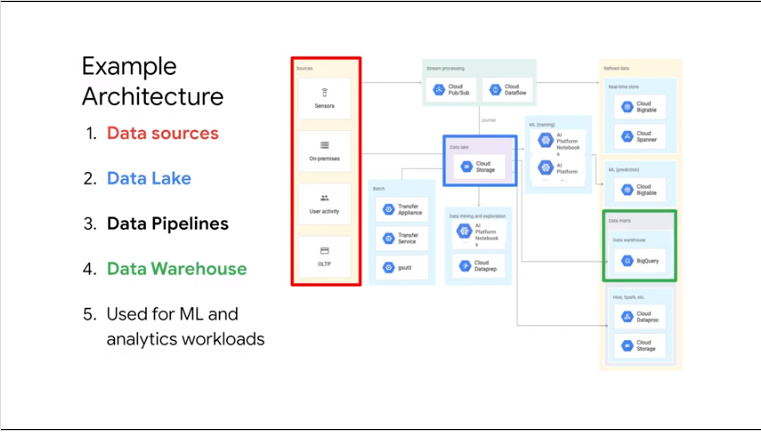 Example
Architecture
1. Data sources
2. Data Lake
3. Data Pipelines
4. Data Warehouse
5. Used for ML and
analytics workloads
Sources
Sensors
On-premises
User activity
OLTP
Stream processing
Cloud
Pub/Sub
Cloud
Dataflow
Journal
Data lake
Cloud
Storage
Batch
Transfer
Appliance
Transfer
Service
gsutil
Data mining and exploration
AI
Platform
Notebook
s
Cloud
Dataprep
ML (training)
AI
Platform
Notebook
s
AI
Platform
Refined data
Real-time store
Cloud
Bigtable
Cloud
Spanner
ML (prediction)
Cloud
Bigtable
Data marts
Data warehouse
BigQuery
Hive, Spark, etc.
Cloud
Dataproc
Cloud
Storage